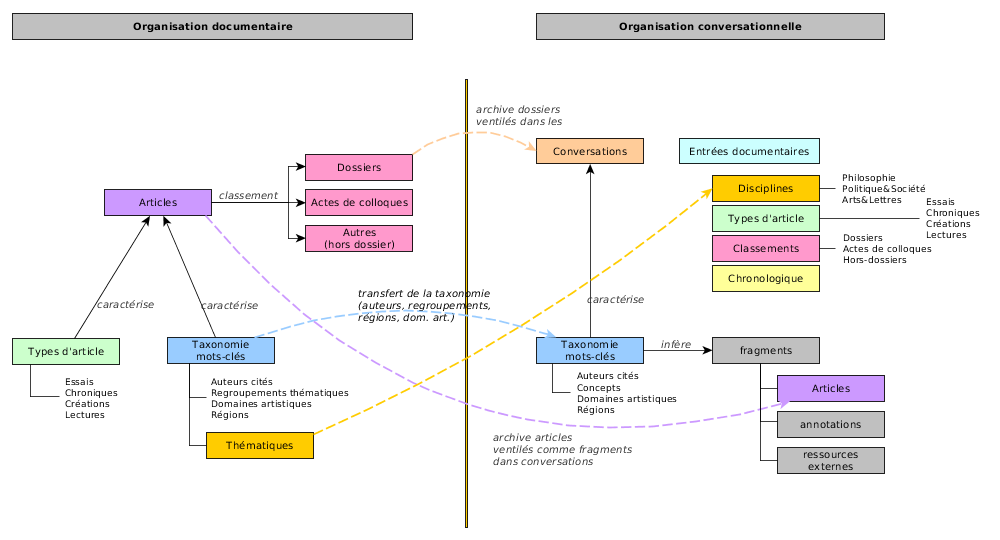 Organisation documentaire
Organisation conversationnelle
archive dossiers
ventilés dans les
Conversations
Entrées documentaires
Dossiers
Disciplines
Philosophie
Politique&Société
Arts&Lettres
Articles
classement
Actes de colloques
Types d'article
Essais
Chroniques
Créations
Lectures
Autres
(hors dossier)
Classements
Dossiers
Actes de colloques
Hors-dossiers
Chronologique
caractérise
caractérise
transfert de la taxonomie
(auteurs, regroupements,
régions, dom. art.)
caractérise
Types d'article
Taxonomie
mots-clés
Taxonomie
mots-clés
infère
fragments
Essais
Chroniques
Créations
Lectures
Auteurs cités
Regroupements thématiques
Domaines artistiques
Régions
Auteurs cités
Concepts
Domaines artistiques
Régions
Articles
annotations
Thématiques
archive articles
ventilés comme fragments
dans conversations
ressources
externes